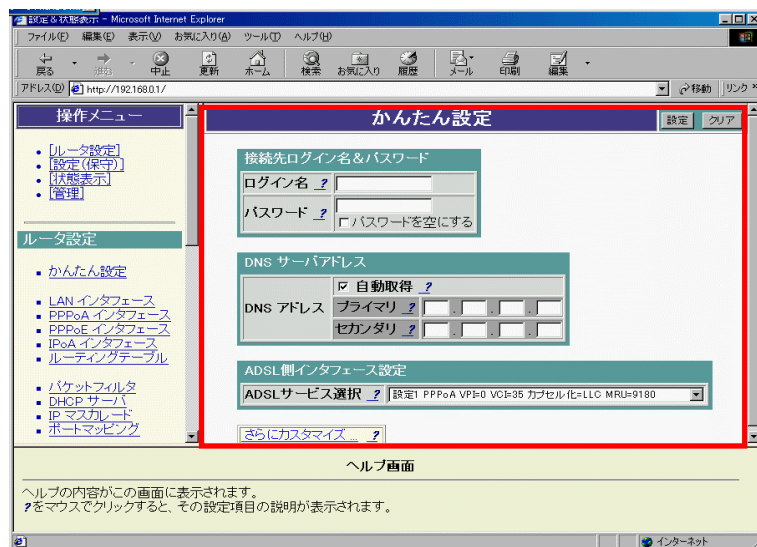 設定&状態表示 - Microsoft Internet Explorer
ファイル(F) 編集(E) 表示(V) お気に入り(A) ツール(T) ヘルプ(H)
戻る 進む 中止 更新 ホーム 検索 お気に入り 履歴 メール 印刷 編集
アドレス(D) http://192.168.0.1/ 移動 リンク »
操作メニュー
[ルータ設定]
[設定(保守)]
[状態表示]
[管理]
ルータ設定
かんたん設定
LAN インタフェース
PPPoA インタフェース
PPPoE インタフェース
IPoA インタフェース
ルーティングテーブル
パケットフィルタ
DHCP サーバ
IP マスカレード
ポートマッピング
かんたん設定 設定 クリア
接続先ログイン名&パスワード
ログイン名 ?
パスワード ?
パスワードを空にする
DNS サーバアドレス
DNS アドレス
自動取得 ?
プライマリ ? . . .
セカンダリ ? . . .
ADSL側インタフェース設定
ADSLサービス選択 ? 設定1 PPPoA VPI=0 VCI=35 カプセル化=LLC MRU=9180
さらにカスタマイズ... ?
ヘルプ画面
ヘルプの内容がこの画面に表示されます。
?をマウスでクリックすると、その設定項目の説明が表示されます。
インターネット